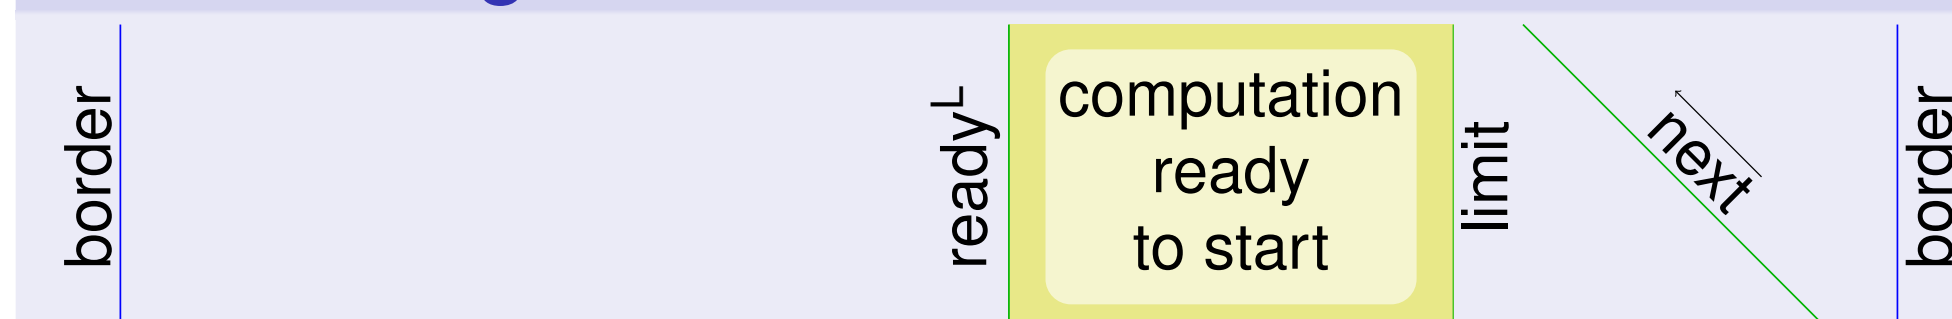 border
ready^L
computation
ready
to start
limit
next
border